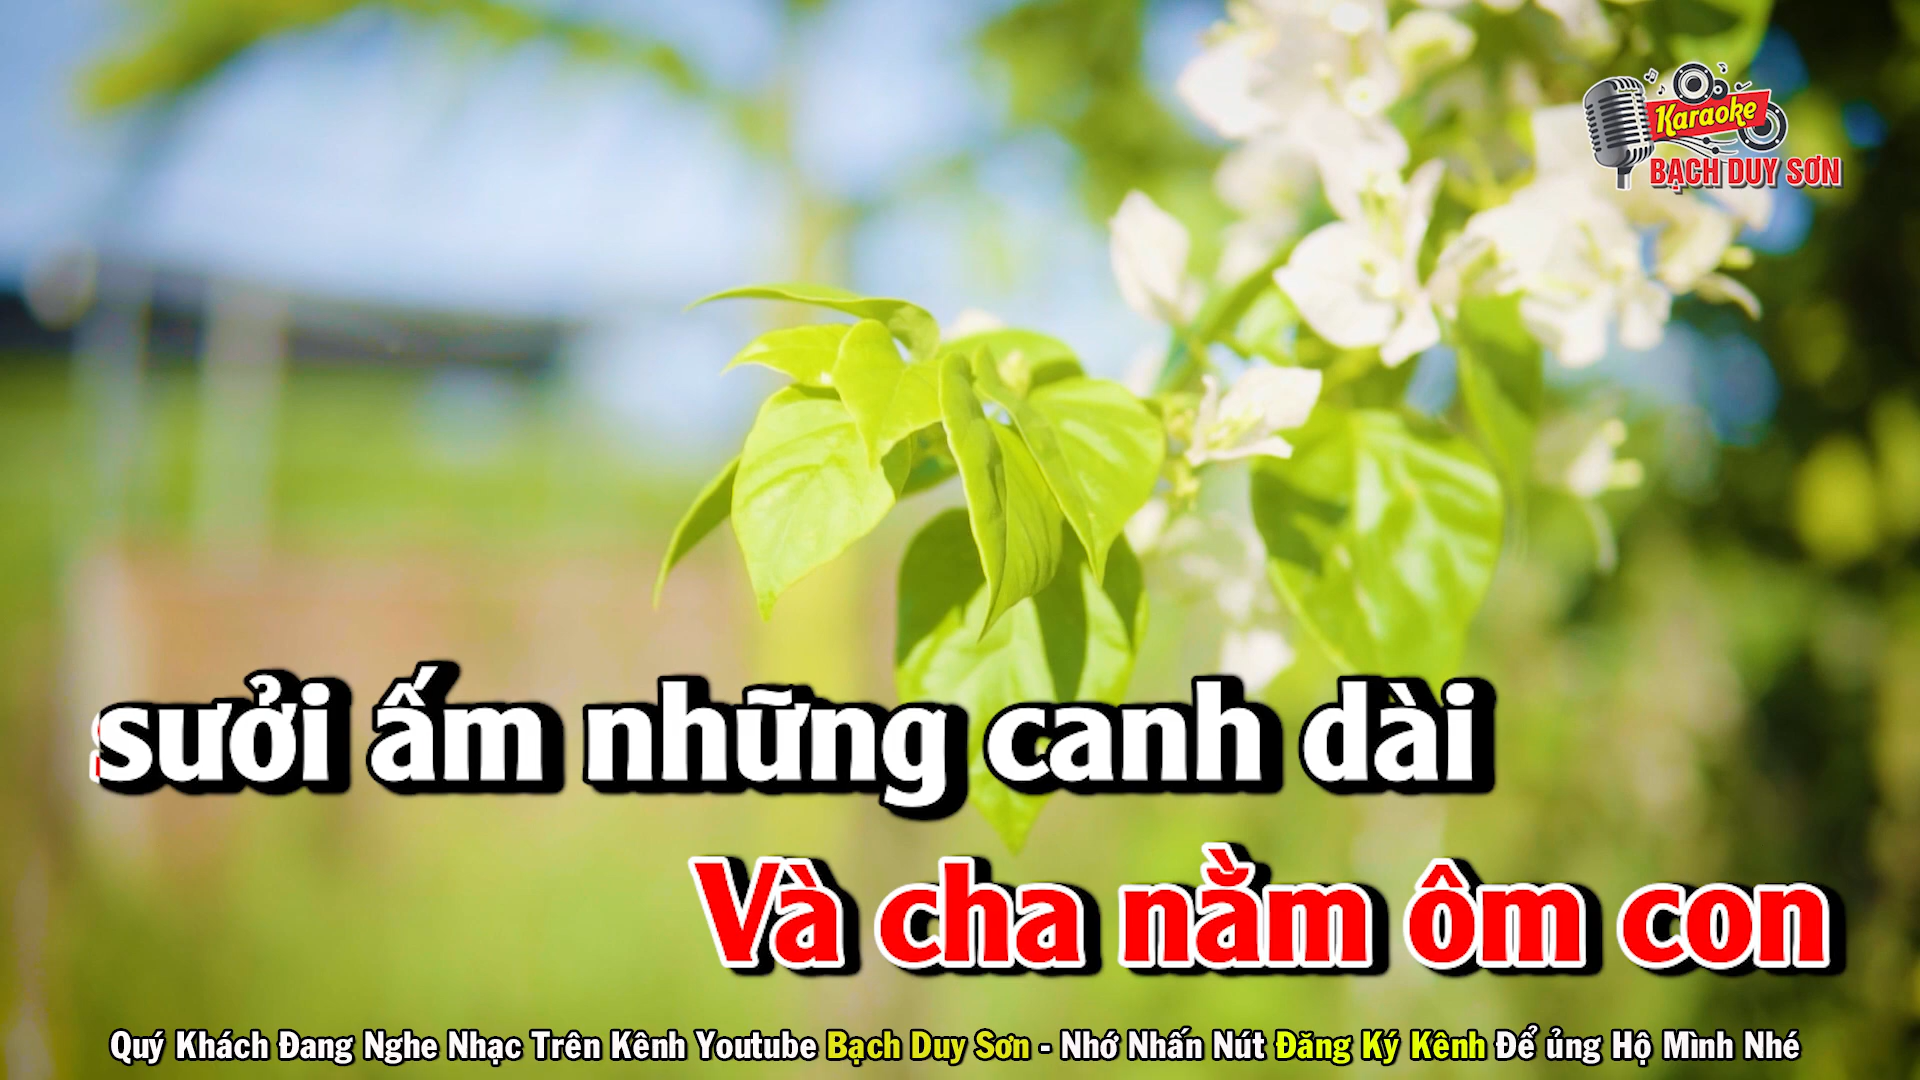 Karaoke
BẠCH DUY SƠN
sưởi ấm những canh dài
Và cha nằm ôm con
Quý Khách Đang Nghe Nhạc Trên Kênh Youtube Bạch Duy Sơn - Nhớ Nhấn Nút Đăng Ký Kênh Để ủng Hộ Mình Nhé